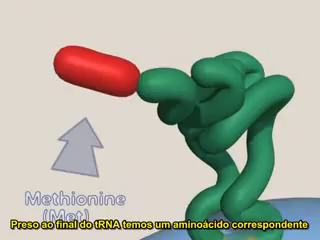 Methionine
(Met)
Preso ao final do tRNA temos um aminoácido correspondente